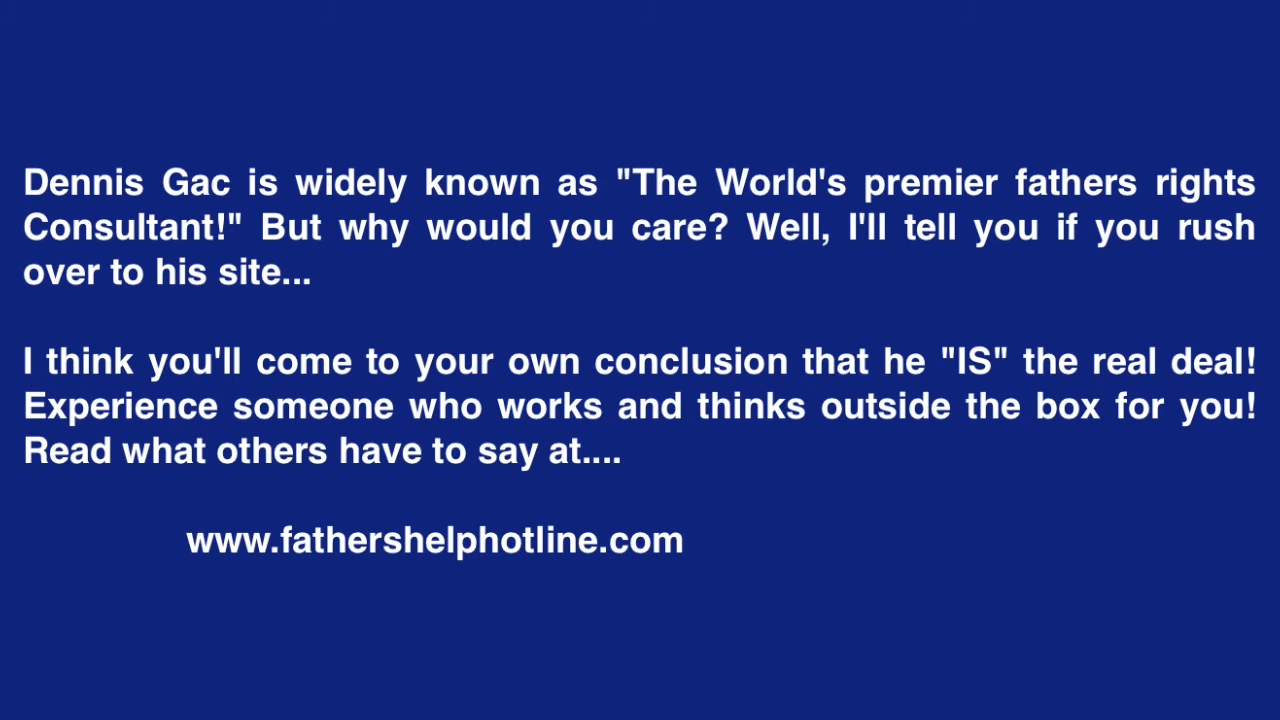 Dennis Gac is widely known as "The World's premier fathers rights
Consultant!" But why would you care? Well, I'll tell you if you rush
over to his site...
I think you'll come to your own conclusion that he "IS" the real deal!
Experience someone who works and thinks outside the box for you!
Read what others have to say at....
www.fathershelphotline.com